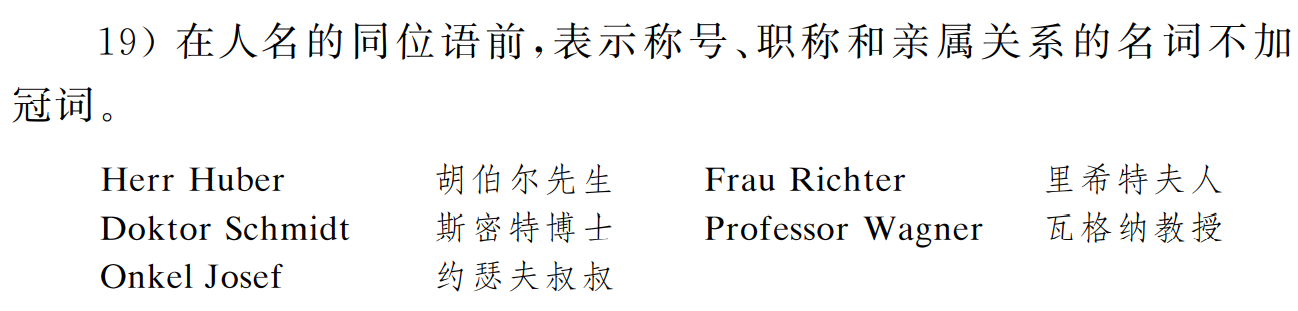 19) 在人名的同位语前,表示称号、职称和亲属关系的名词不加
冠词。
Herr Huber 胡伯尔先生 Frau Richter 里希特夫人
Doktor Schmidt 斯密特博士 Professor Wagner 瓦格纳教授
Onkel Josef 约瑟夫叔叔